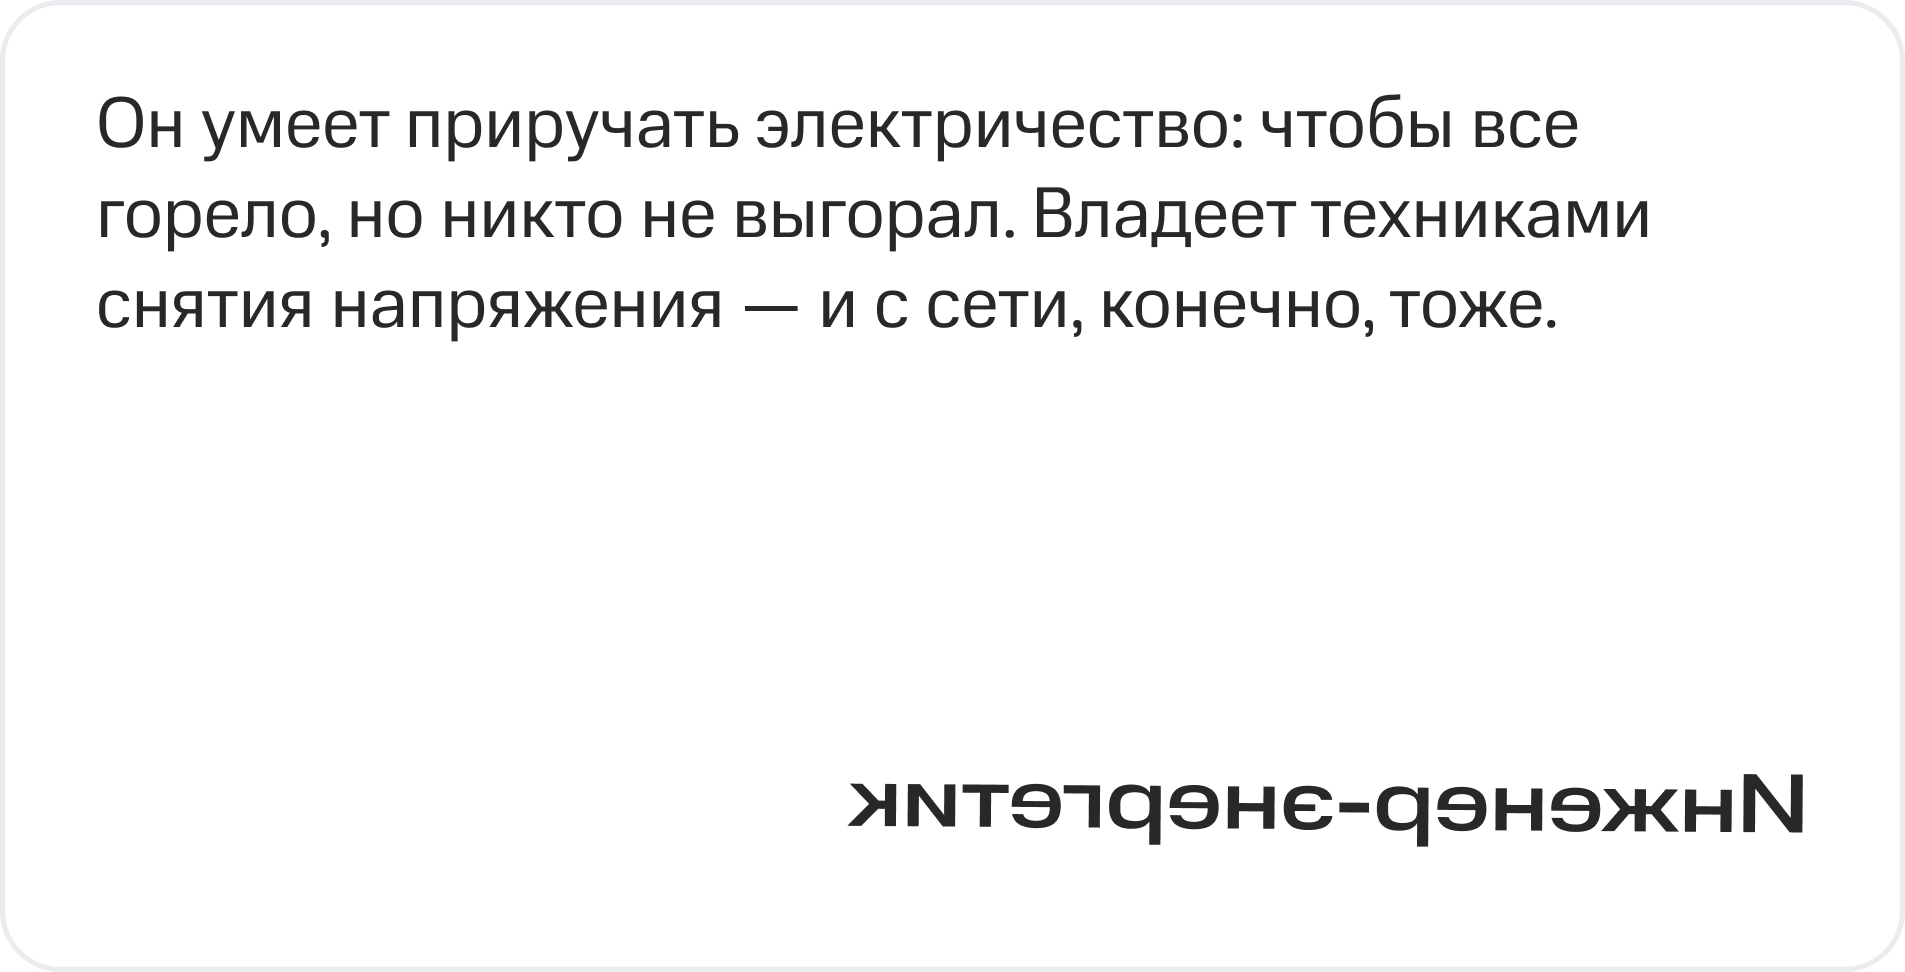 Он умеет приручать электричество: чтобы все
горело, но никто не выгорал. Владеет техниками
снятия напряжения — и с сети, конечно, тоже.
Инженер-энергетик